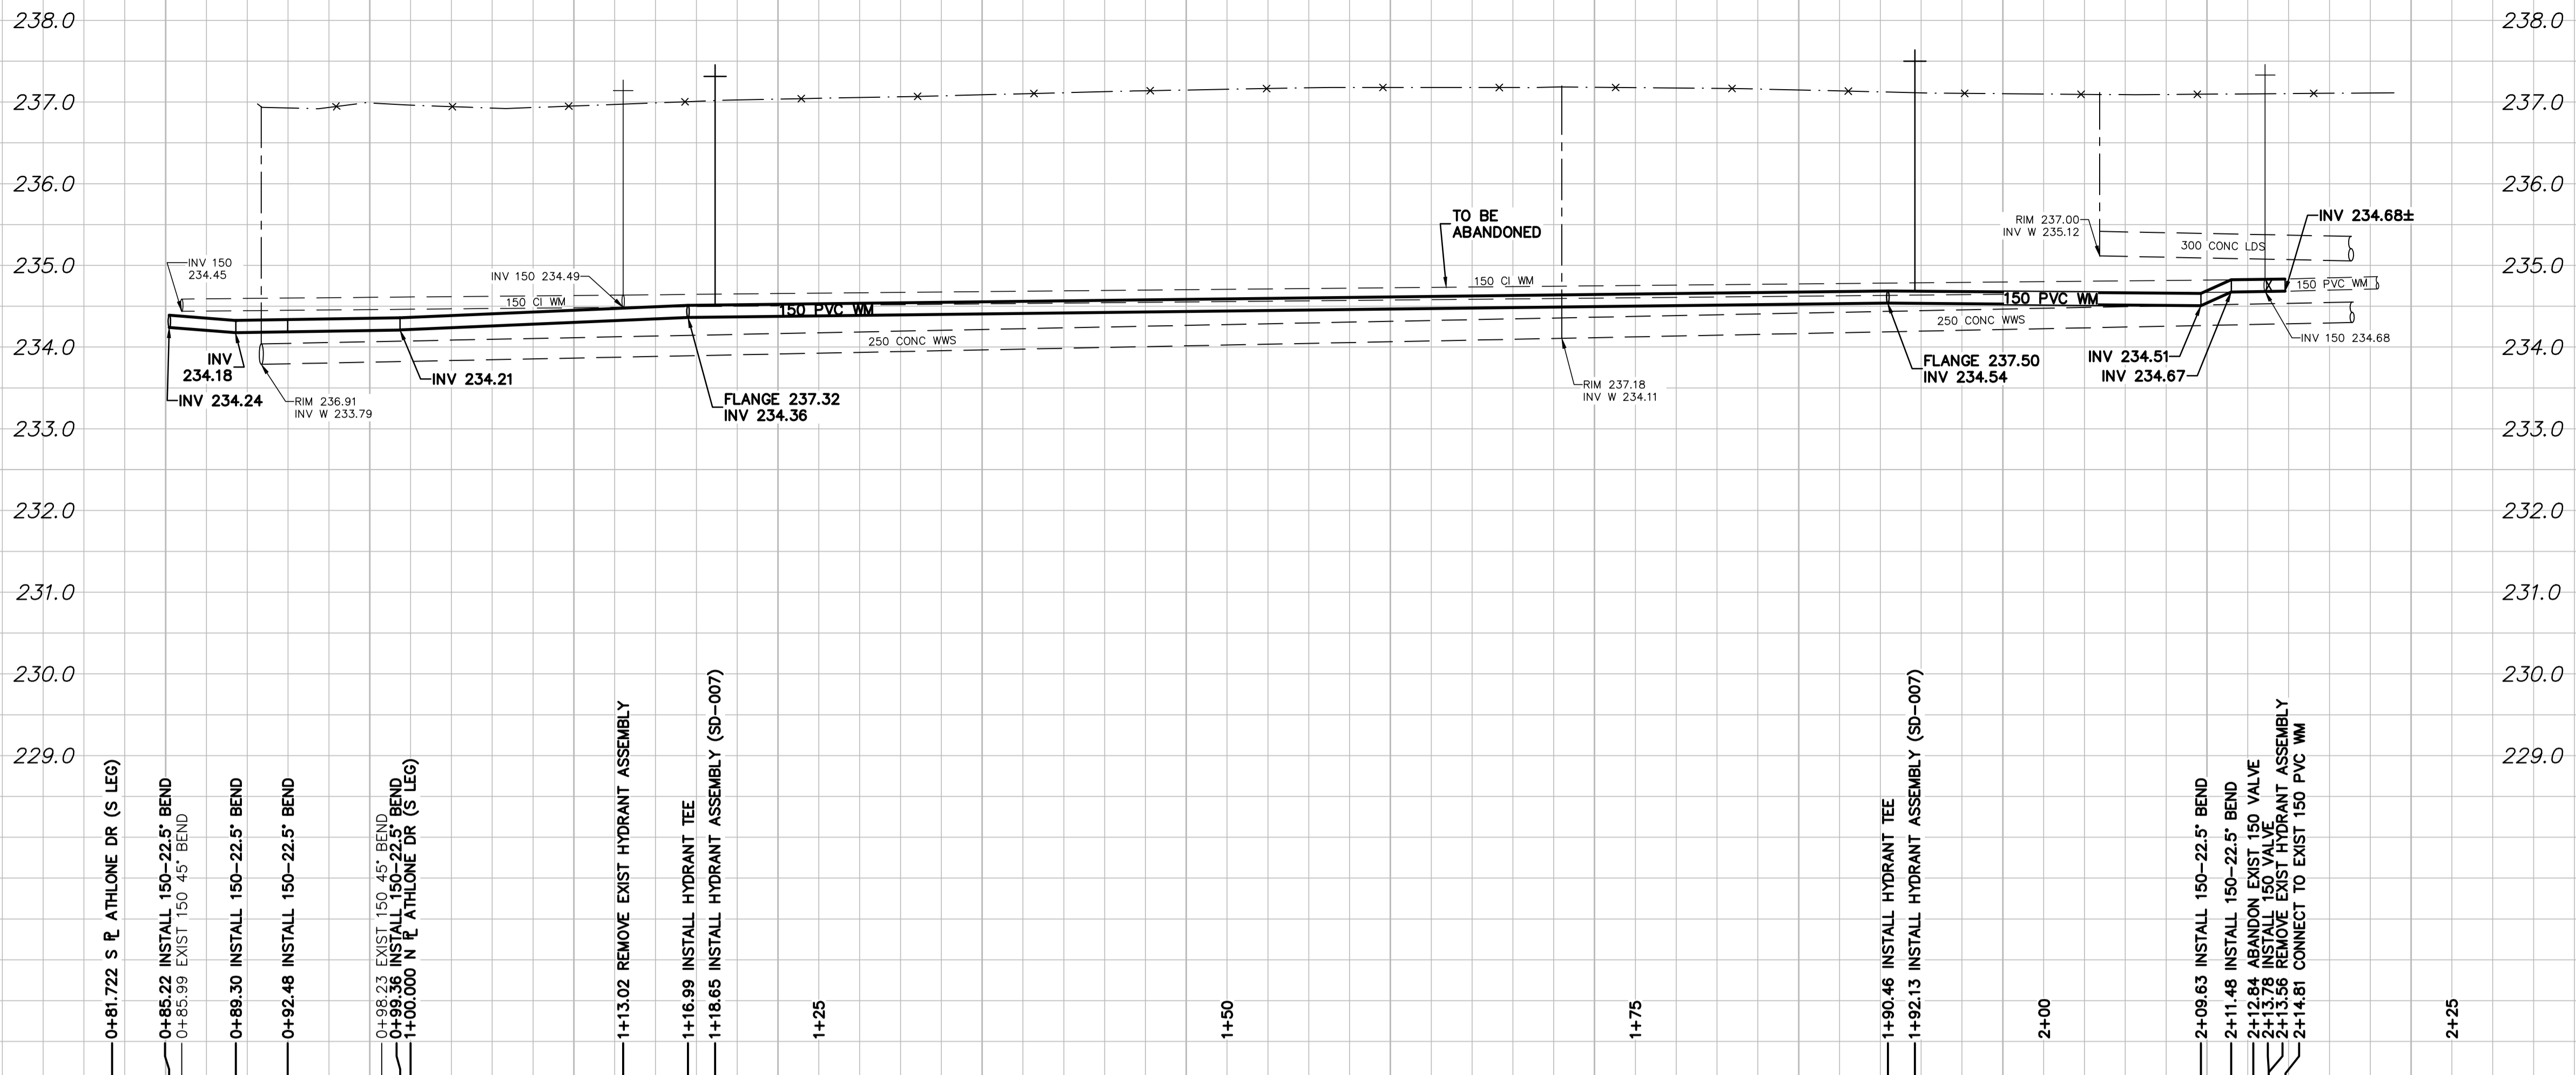 238.0
238.0
237.0
237.0
236.0
236.0
TO BE
ABANDONED
RIM 237.00
INV W 235.12
INV 234.68±
300 CONC LDS
235.0
235.0
INV 150
234.45
INV 150 234.49
150 CI WM
150 CI WM
150 PVC WM
150 PVC WM
150 PVC WM
250 CONC WWS
250 CONC WWS
234.0
234.0
INV 150 234.68
INV
234.18
INV 234.24
INV 234.21
RIM 236.91
INV W 233.79
FLANGE 237.32
INV 234.36
RIM 237.18
INV W 234.11
FLANGE 237.50
INV 234.54
INV 234.51
INV 234.67
233.0
233.0
232.0
232.0
231.0
231.0
230.0
230.0
229.0
229.0
0+81.722 S PL ATHLONE DR (S LEG)
0+85.22 INSTALL 150-22.5° BEND
0+85.99 EXIST 150 45° BEND
0+89.30 INSTALL 150-22.5° BEND
0+92.48 INSTALL 150-22.5° BEND
0+98.23 EXIST 150 45° BEND
0+99.36 INSTALL 150-22.5° BEND
1+00.000 N PL ATHLONE DR (S LEG)
1+13.02 REMOVE EXIST HYDRANT ASSEMBLY
1+16.99 INSTALL HYDRANT TEE
1+18.65 INSTALL HYDRANT ASSEMBLY (SD-007)
1+25
1+50
1+75
1+90.46 INSTALL HYDRANT TEE
1+92.13 INSTALL HYDRANT ASSEMBLY (SD-007)
2+00
2+09.63 INSTALL 150-22.5° BEND
2+11.48 INSTALL 150-22.5° BEND
2+12.84 ABANDON EXIST 150 VALVE
2+13.78 INSTALL 150 VALVE
2+13.56 REMOVE EXIST HYDRANT ASSEMBLY
2+14.81 CONNECT TO EXIST 150 PVC WM
2+25